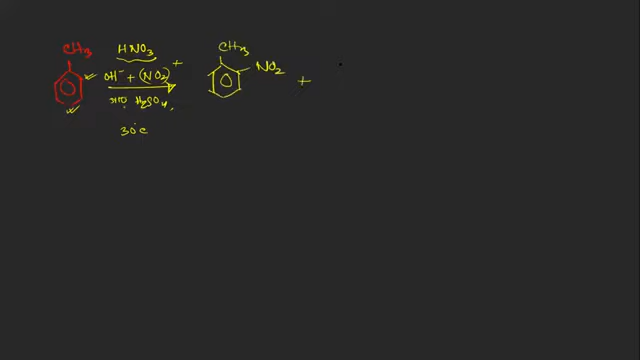 CH3
HNO3
OH⁻ + (NO2)⁺
H2SO4,
30°C
CH3
NO2
+